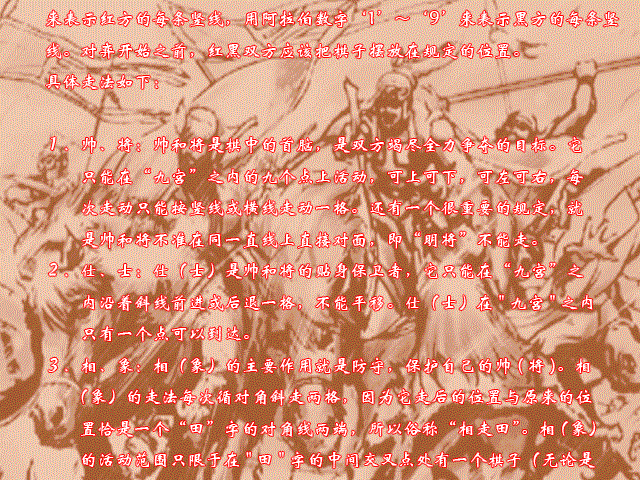 来表示红方的每条竖线，用阿拉伯数字‘1’～‘9’来表示黑方的每条竖
线。对弈开始之前，红黑双方应该把棋子摆放在规定的位置。
具体走法如下：
1、帅、将：帅和将是棋中的首脑，是双方竭尽全力争夺的目标。它
只能在“九宫”之内的九个点上活动，可上可下，可左可右，每
次走动只能按竖线或横线走动一格。还有一个很重要的规定，就
是帅和将不准在同一直线上直接对面，即“明将”不能走。
2、仕、士：仕（士）是帅和将的贴身保卫者，它只能在“九宫”之
内沿着斜线前进或后退一格，不能平移。仕（士）在"九宫"之内
只有一个点可以到达。
3、相、象：相（象）的主要作用就是防守，保护自己的帅(将)。相
(象）的走法每次循对角斜走两格，因为它走后的位置与原来的位
置恰是一个“田”字的对角线两端，所以俗称“相走田”。相(象）
的活动范围只限于在"田"字的中间交叉点处有一个棋子（无论是